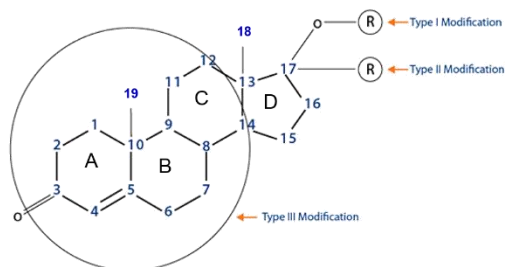 O R Type I Modification
18
12
17 R Type II Modification
11 13
19 C D 16
1 9 14
2 10 8 15
A B
3 5 7
4 6
O Type III Modification